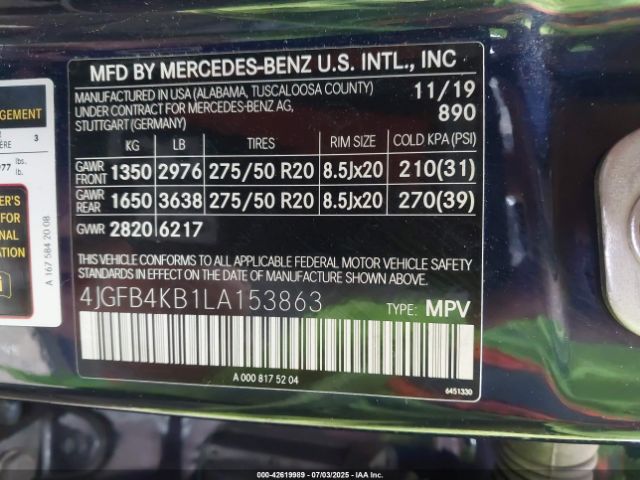 MFD BY MERCEDES-BENZ U.S. INTL., INC
MANUFACTURED IN USA (ALABAMA, TUSCALOOSA COUNTY) 11/19
UNDER CONTRACT FOR MERCEDES-BENZ AG, 890
STUTTGART (GERMANY)
KG LB TIRES RIM SIZE COLD KPA (PSI)
GAWR FRONT 1350 2976 275/50 R20 8.5Jx20 210(31)
GAWR REAR 1650 3638 275/50 R20 8.5Jx20 270(39)
GVWR 2820 6217
THIS VEHICLE CONFORMS TO ALL APPLICABLE FEDERAL MOTOR VEHICLE SAFETY
STANDARDS IN EFFECT ON THE DATE OF MANUFACTURE SHOWN ABOVE.
4JGFB4KB1LA153863 TYPE: MPV
A 000 817 52 04
6451330
3
lbs.
lb.
A 167 584 20 08
000-42619989 - 07/03/2025 - IAA Inc.